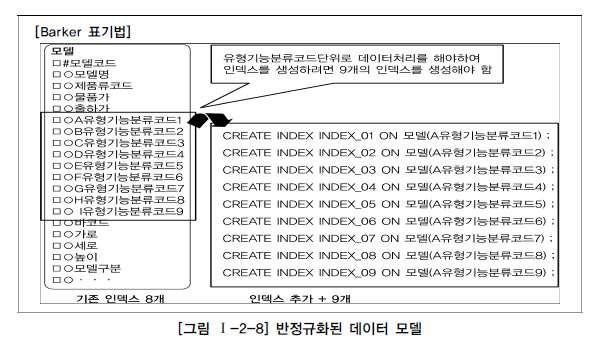 [Barker 표기법]
모델
□#모델코드
□○모델명
□○제품류코드
□○물품가
□○출하가
□○A유형기능분류코드1
□○B유형기능분류코드2
□○C유형기능분류코드3
□○D유형기능분류코드4
□○E유형기능분류코드5
□○F유형기능분류코드6
□○G유형기능분류코드7
□○H유형기능분류코드8
□○ I유형기능분류코드9
□○바코드
□○가로
□○세로
□○높이
□○모델구분
□○ · · ·
기존 인덱스 8개
유형기능분류코드단위로 데이터처리를 해야하여
인덱스를 생성하려면 9개의 인덱스를 생성해야 함
CREATE INDEX INDEX_01 ON 모델(A유형기능분류코드1) ;
CREATE INDEX INDEX_02 ON 모델(A유형기능분류코드2) ;
CREATE INDEX INDEX_03 ON 모델(A유형기능분류코드3) ;
CREATE INDEX INDEX_04 ON 모델(A유형기능분류코드4) ;
CREATE INDEX INDEX_05 ON 모델(A유형기능분류코드5) ;
CREATE INDEX INDEX_06 ON 모델(A유형기능분류코드6) ;
CREATE INDEX INDEX_07 ON 모델(A유형기능분류코드7) ;
CREATE INDEX INDEX_08 ON 모델(A유형기능분류코드8) ;
CREATE INDEX INDEX_09 ON 모델(A유형기능분류코드9) ;
인덱스 추가 + 9개
[그림 Ⅰ-2-8] 반정규화된 데이터 모델